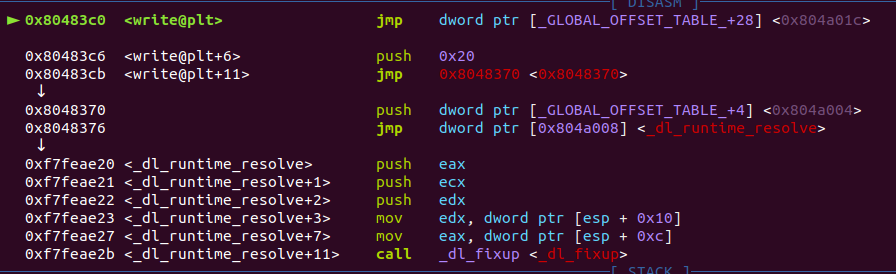 [ DISASM ]
► 0x80483c0 <write@plt> jmp dword ptr [_GLOBAL_OFFSET_TABLE_+28] <0x804a01c>
0x80483c6 <write@plt+6> push 0x20
0x80483cb <write@plt+11> jmp 0x8048370 <0x8048370>
↓
0x8048370 push dword ptr [_GLOBAL_OFFSET_TABLE_+4] <0x804a004>
0x8048376 jmp dword ptr [0x804a008] <_dl_runtime_resolve>
↓
0xf7feae20 <_dl_runtime_resolve> push eax
0xf7feae21 <_dl_runtime_resolve+1> push ecx
0xf7feae22 <_dl_runtime_resolve+2> push edx
0xf7feae23 <_dl_runtime_resolve+3> mov edx, dword ptr [esp + 0x10]
0xf7feae27 <_dl_runtime_resolve+7> mov eax, dword ptr [esp + 0xc]
0xf7feae2b <_dl_runtime_resolve+11> call _dl_fixup <_dl_fixup>
[ STACK ]